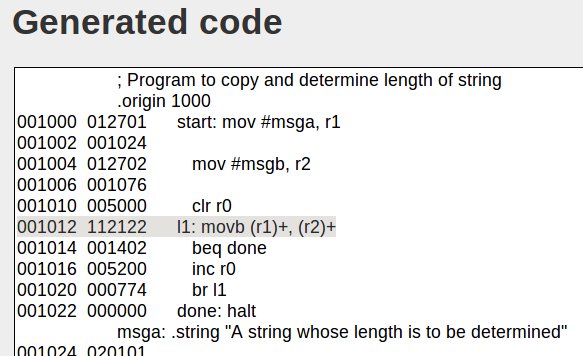 Generated code
; Program to copy and determine length of string
.origin 1000
001000 012701 start: mov #msga, r1
001002 001024
001004 012702 mov #msgb, r2
001006 001076
001010 005000 clr r0
001012 112122 l1: movb (r1)+, (r2)+
001014 001402 beq done
001016 005200 inc r0
001020 000774 br l1
001022 000000 done: halt
msga: .string "A string whose length is to be determined"
001024 020101